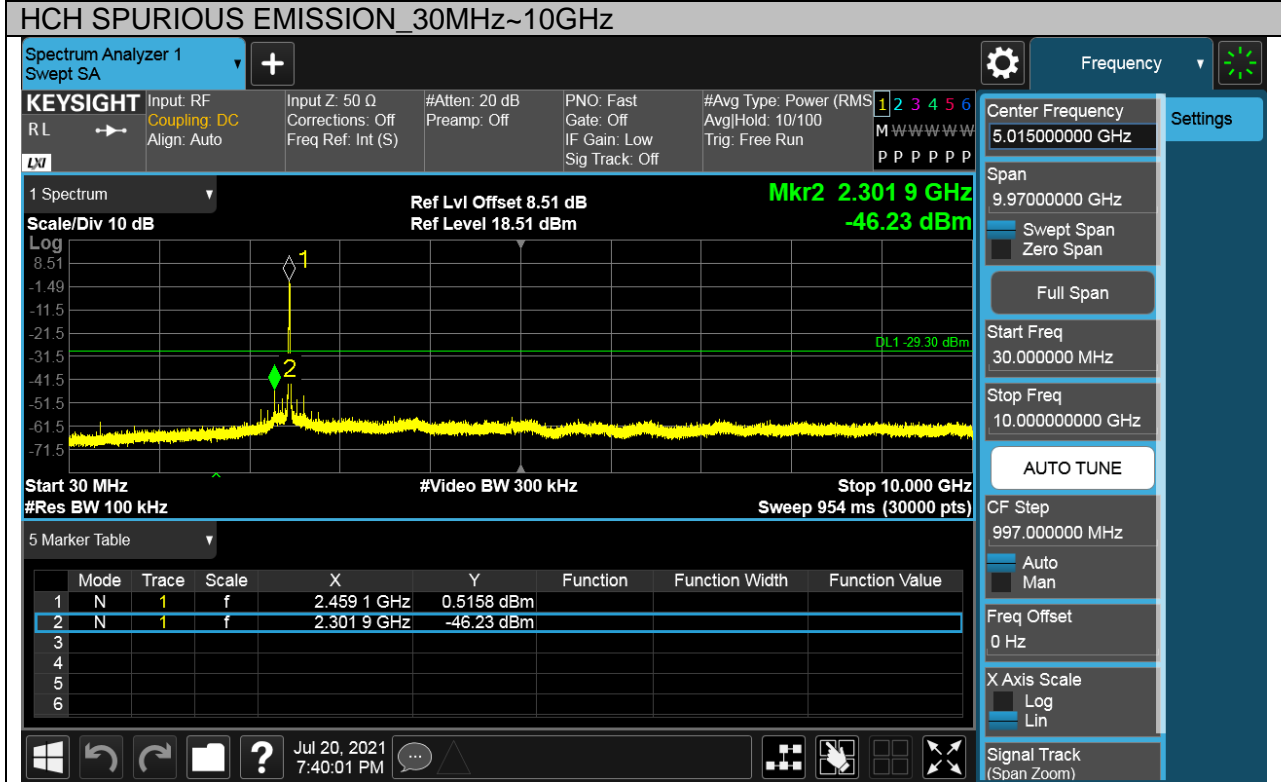 HCH SPURIOUS EMISSION_30MHz~10GHz
Spectrum Analyzer 1
Swept SA
Frequency
KEYSIGHT
RL
LXI
Input: RF
Coupling: DC
Align: Auto
Input Z: 50 Ω
Corrections: Off
Freq Ref: Int (S)
#Atten: 20 dB
Preamp: Off
PNO: Fast
Gate: Off
IF Gain: Low
Sig Track: Off
#Avg Type: Power (RMS
Avg|Hold: 10/100
Trig: Free Run
1 2 3 4 5 6
M W W W W W
P P P P P P
1 Spectrum
Scale/Div 10 dB
Ref Lvl Offset 8.51 dB
Ref Level 18.51 dBm
Mkr2 2.301 9 GHz
-46.23 dBm
Log
8.51
-1.49
-11.5
-21.5
-31.5
-41.5
-51.5
-61.5
-71.5
1
2
DL1 -29.30 dBm
Start 30 MHz
#Video BW 300 kHz
Stop 10.000 GHz
#Res BW 100 kHz
Sweep 954 ms (30000 pts)
5 Marker Table
Mode Trace Scale X Y Function Function Width Function Value
1 N 1 f 2.459 1 GHz 0.5158 dBm
2 N 1 f 2.301 9 GHz -46.23 dBm
3
4
5
6
Jul 20, 2021
7:40:01 PM
Center Frequency
5.015000000 GHz
Settings
Span
9.97000000 GHz
Swept Span
Zero Span
Full Span
Start Freq
30.000000 MHz
Stop Freq
10.000000000 GHz
AUTO TUNE
CF Step
997.000000 MHz
Auto
Man
Freq Offset
0 Hz
X Axis Scale
Log
Lin
Signal Track
(Span Zoom)